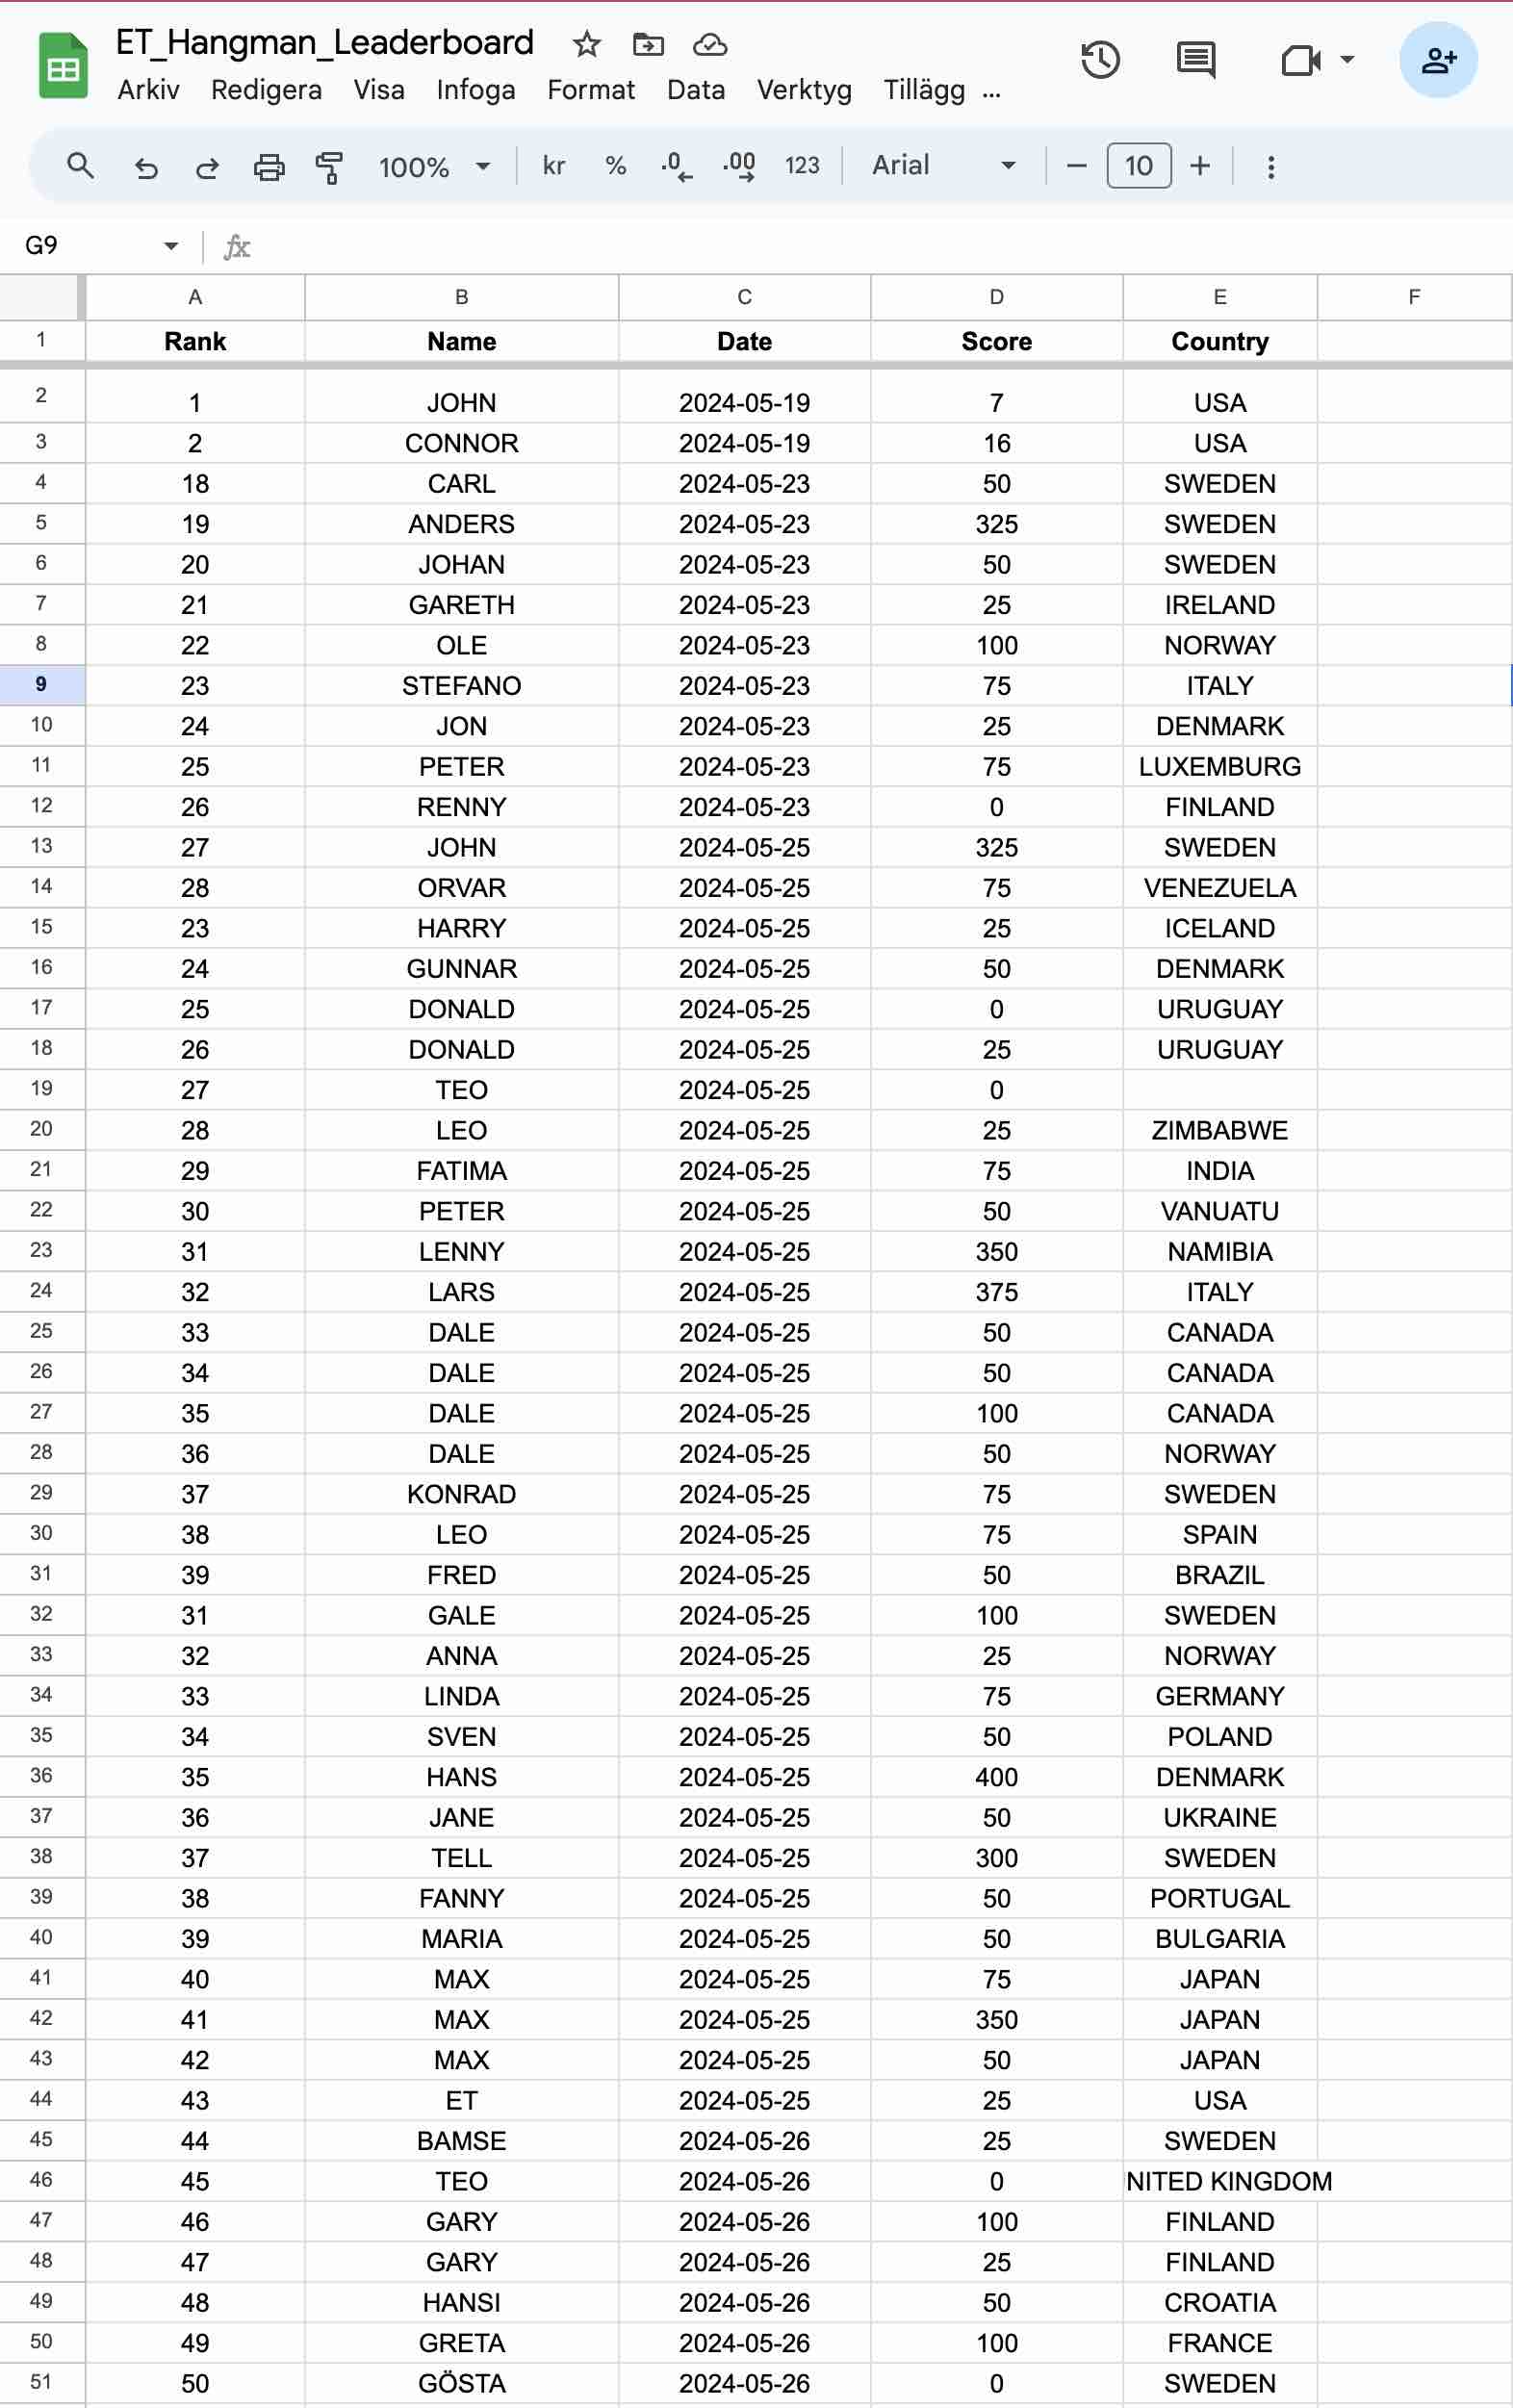 ET_Hangman_Leaderboard
Arkiv Redigera Visa Infoga Format Data Verktyg Tillägg ...
100% kr % .0 .00 123 Arial 10
G9 fx
A B C D E F
1 Rank Name Date Score Country
2 1 JOHN 2024-05-19 7 USA
3 2 CONNOR 2024-05-19 16 USA
4 18 CARL 2024-05-23 50 SWEDEN
5 19 ANDERS 2024-05-23 325 SWEDEN
6 20 JOHAN 2024-05-23 50 SWEDEN
7 21 GARETH 2024-05-23 25 IRELAND
8 22 OLE 2024-05-23 100 NORWAY
9 23 STEFANO 2024-05-23 75 ITALY
10 24 JON 2024-05-23 25 DENMARK
11 25 PETER 2024-05-23 75 LUXEMBURG
12 26 RENNY 2024-05-23 0 FINLAND
13 27 JOHN 2024-05-25 325 SWEDEN
14 28 ORVAR 2024-05-25 75 VENEZUELA
15 23 HARRY 2024-05-25 25 ICELAND
16 24 GUNNAR 2024-05-25 50 DENMARK
17 25 DONALD 2024-05-25 0 URUGUAY
18 26 DONALD 2024-05-25 25 URUGUAY
19 27 TEO 2024-05-25 0
20 28 LEO 2024-05-25 25 ZIMBABWE
21 29 FATIMA 2024-05-25 75 INDIA
22 30 PETER 2024-05-25 50 VANUATU
23 31 LENNY 2024-05-25 350 NAMIBIA
24 32 LARS 2024-05-25 375 ITALY
25 33 DALE 2024-05-25 50 CANADA
26 34 DALE 2024-05-25 50 CANADA
27 35 DALE 2024-05-25 100 CANADA
28 36 DALE 2024-05-25 50 NORWAY
29 37 KONRAD 2024-05-25 75 SWEDEN
30 38 LEO 2024-05-25 75 SPAIN
31 39 FRED 2024-05-25 50 BRAZIL
32 31 GALE 2024-05-25 100 SWEDEN
33 32 ANNA 2024-05-25 25 NORWAY
34 33 LINDA 2024-05-25 75 GERMANY
35 34 SVEN 2024-05-25 50 POLAND
36 35 HANS 2024-05-25 400 DENMARK
37 36 JANE 2024-05-25 50 UKRAINE
38 37 TELL 2024-05-25 300 SWEDEN
39 38 FANNY 2024-05-25 50 PORTUGAL
40 39 MARIA 2024-05-25 50 BULGARIA
41 40 MAX 2024-05-25 75 JAPAN
42 41 MAX 2024-05-25 350 JAPAN
43 42 MAX 2024-05-25 50 JAPAN
44 43 ET 2024-05-25 25 USA
45 44 BAMSE 2024-05-26 25 SWEDEN
46 45 TEO 2024-05-26 0 NITED KINGDOM
47 46 GARY 2024-05-26 100 FINLAND
48 47 GARY 2024-05-26 25 FINLAND
49 48 HANSI 2024-05-26 50 CROATIA
50 49 GRETA 2024-05-26 100 FRANCE
51 50 GÖSTA 2024-05-26 0 SWEDEN